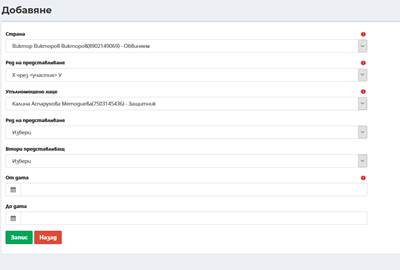 Добавяне
Страна
Виктор Викторов Викторов(8902149069) - Обвиняем
Ред на представляване
X чрез <участие> У
Упълномощено лице
Калина Аспарухова Методиева(7503145436) - Защитник
Ред на представляване
Избери
Втори представляващ
Избери
От дата
До дата
Запис Назад